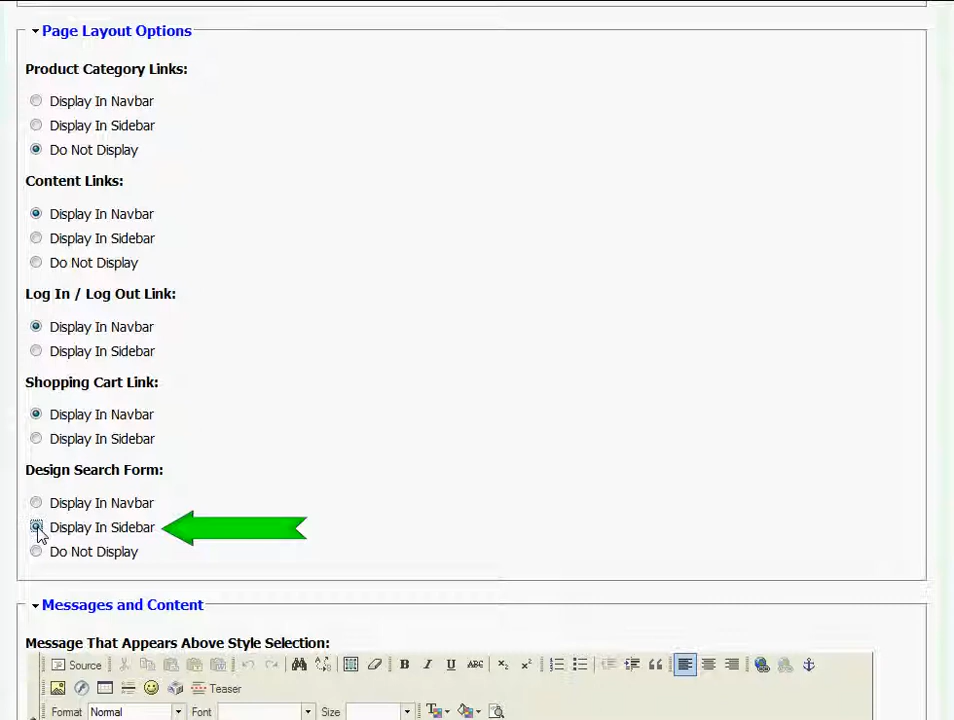 Page Layout Options
Product Category Links:
Display In Navbar
Display In Sidebar
Do Not Display
Content Links:
Display In Navbar
Display In Sidebar
Do Not Display
Log In / Log Out Link:
Display In Navbar
Display In Sidebar
Shopping Cart Link:
Display In Navbar
Display In Sidebar
Design Search Form:
Display In Navbar
Display In Sidebar
Do Not Display
Messages and Content
Message That Appears Above Style Selection:
Source B I U ABC x₂ x²
Teaser
Format Normal Font Size